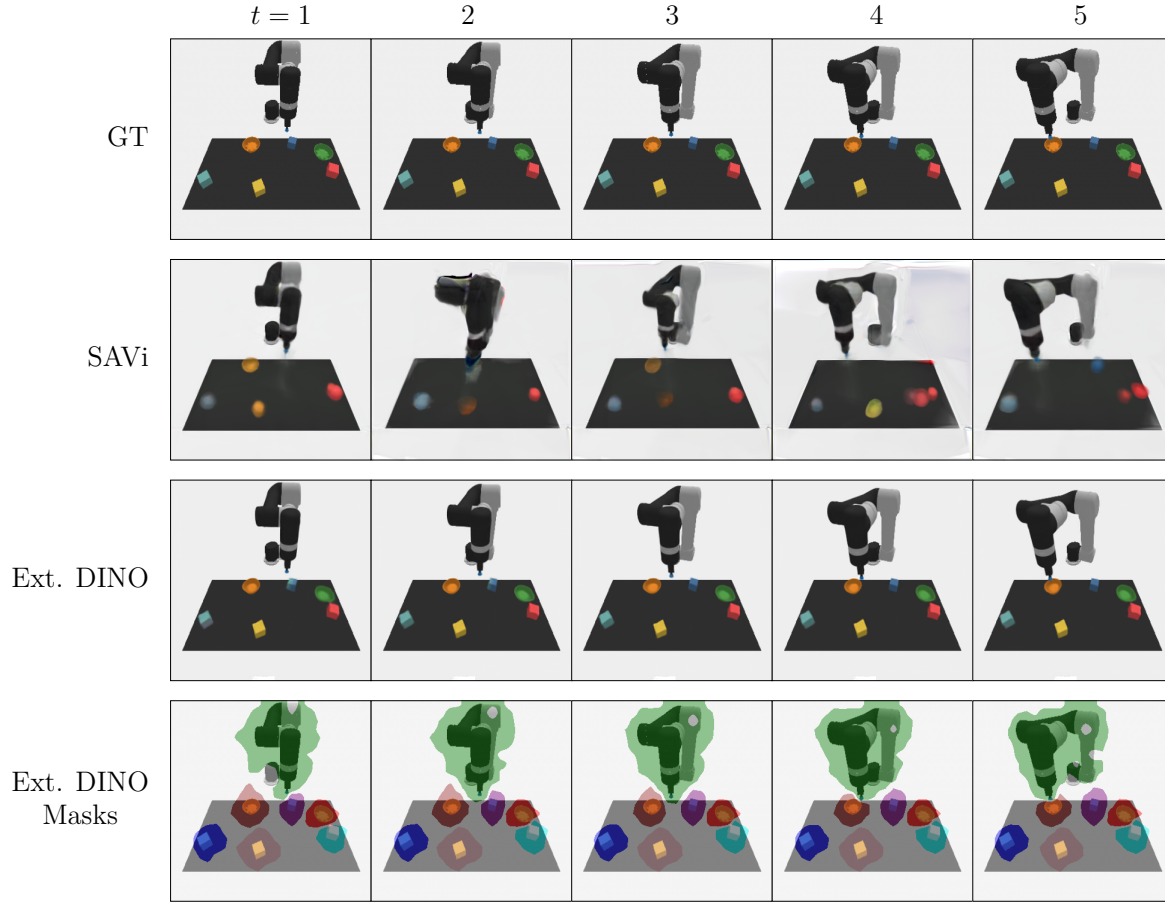 t = 1 2 3 4 5
GT
SAVi
Ext. DINO
Ext. DINO
Masks